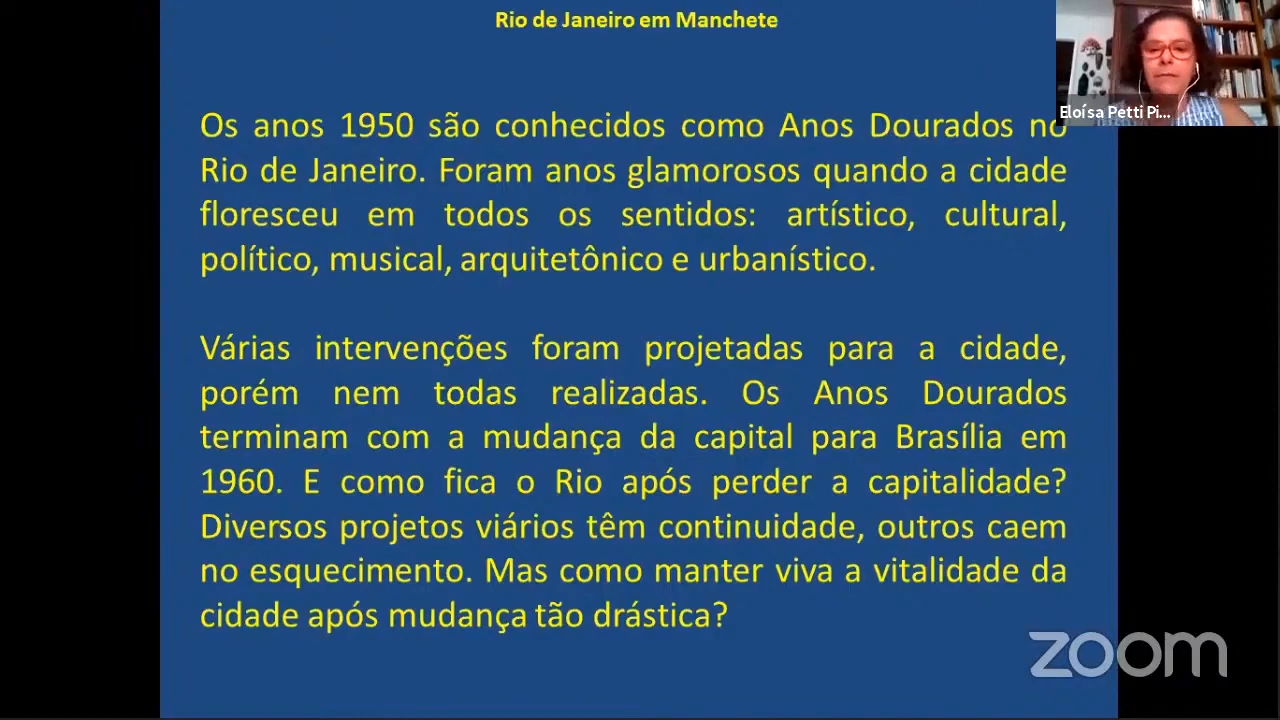 Rio de Janeiro em Manchete
Eloísa Petti Pi...
Os anos 1950 são conhecidos como Anos Dourados no
Rio de Janeiro. Foram anos glamorosos quando a cidade
floresceu em todos os sentidos: artístico, cultural,
político, musical, arquitetônico e urbanístico.
Várias intervenções foram projetadas para a cidade,
porém nem todas realizadas. Os Anos Dourados
terminam com a mudança da capital para Brasília em
1960. E como fica o Rio após perder a capitalidade?
Diversos projetos viários têm continuidade, outros caem
no esquecimento. Mas como manter viva a vitalidade da
cidade após mudança tão drástica?
zoom